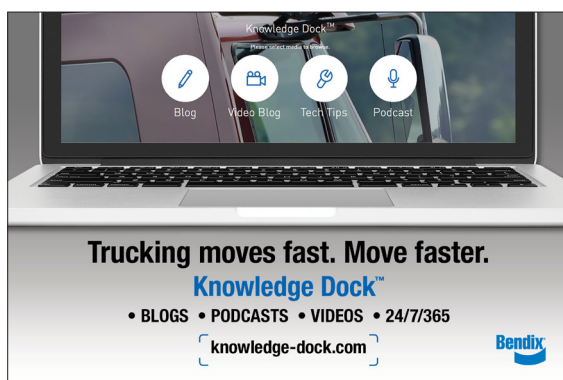 Knowledge Dock™
Please select media to browse.
Blog Video Blog Tech Tips Podcast
Trucking moves fast. Move faster.
Knowledge Dock™
• BLOGS • PODCASTS • VIDEOS • 24/7/365
knowledge-dock.com
Bendix